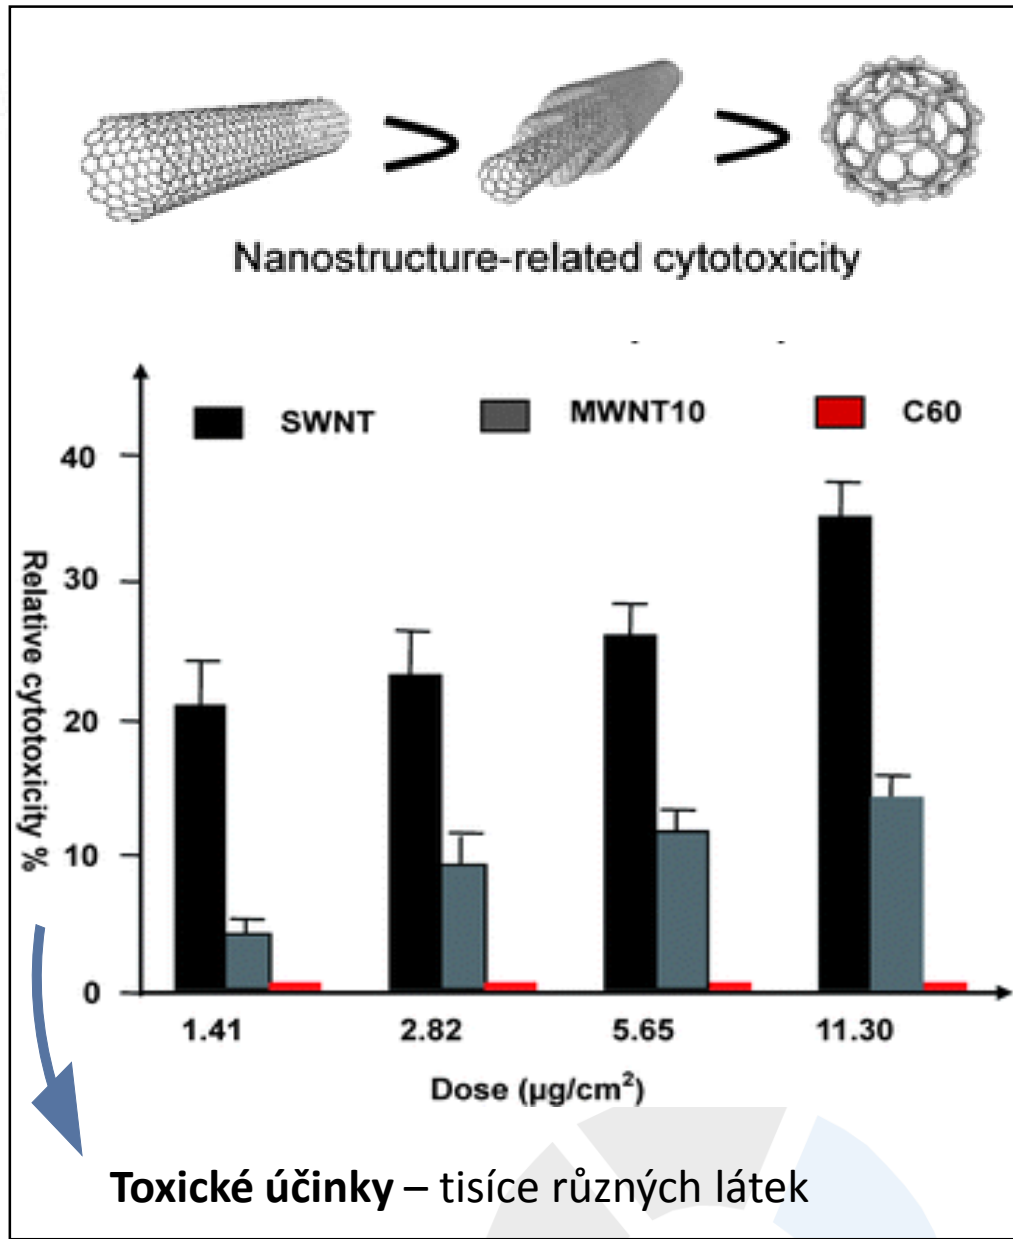 > >
Nanostructure-related cytotoxicity
SWNT MWNT10 C60
40
30
20
10
0
Relative cytotoxicity %
1.41 2.82 5.65 11.30
Dose (µg/cm²)
Toxické účinky – tisíce různých látek